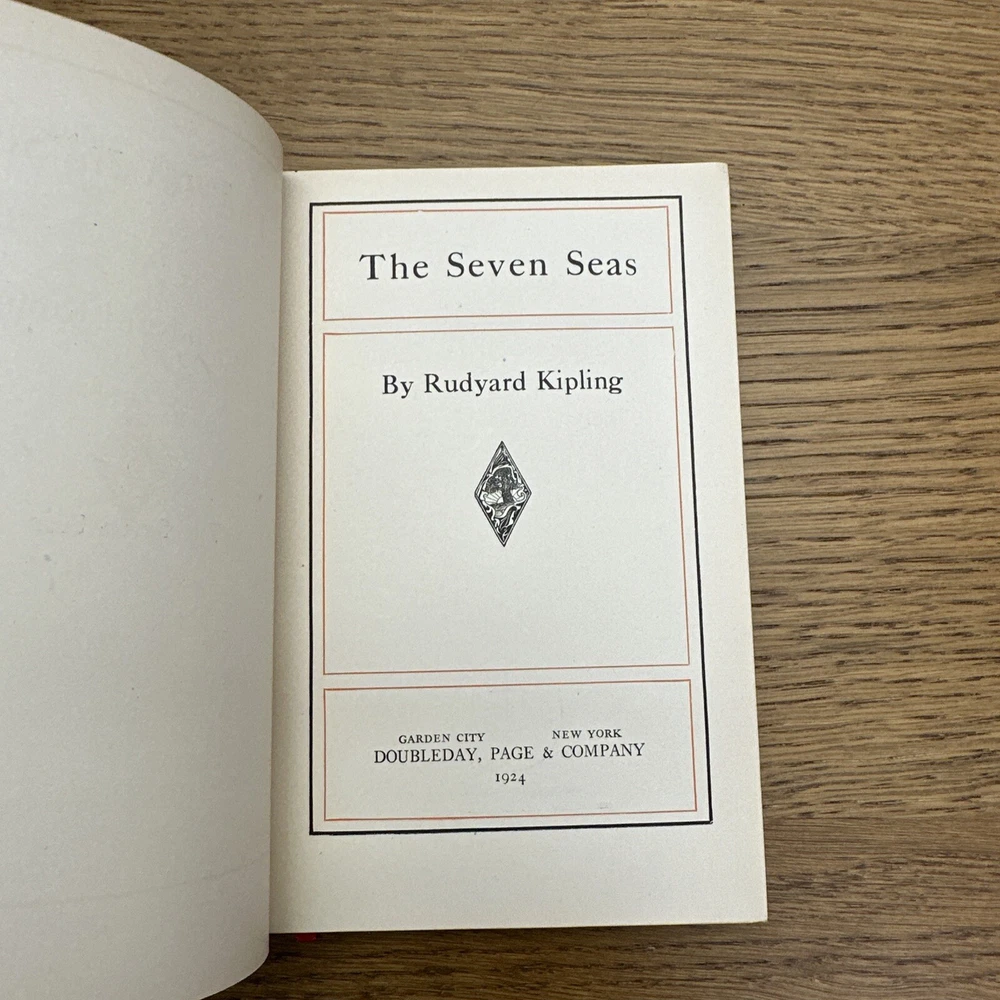 The Seven Seas
By Rudyard Kipling
GARDEN CITY NEW YORK
DOUBLEDAY, PAGE & COMPANY
1924